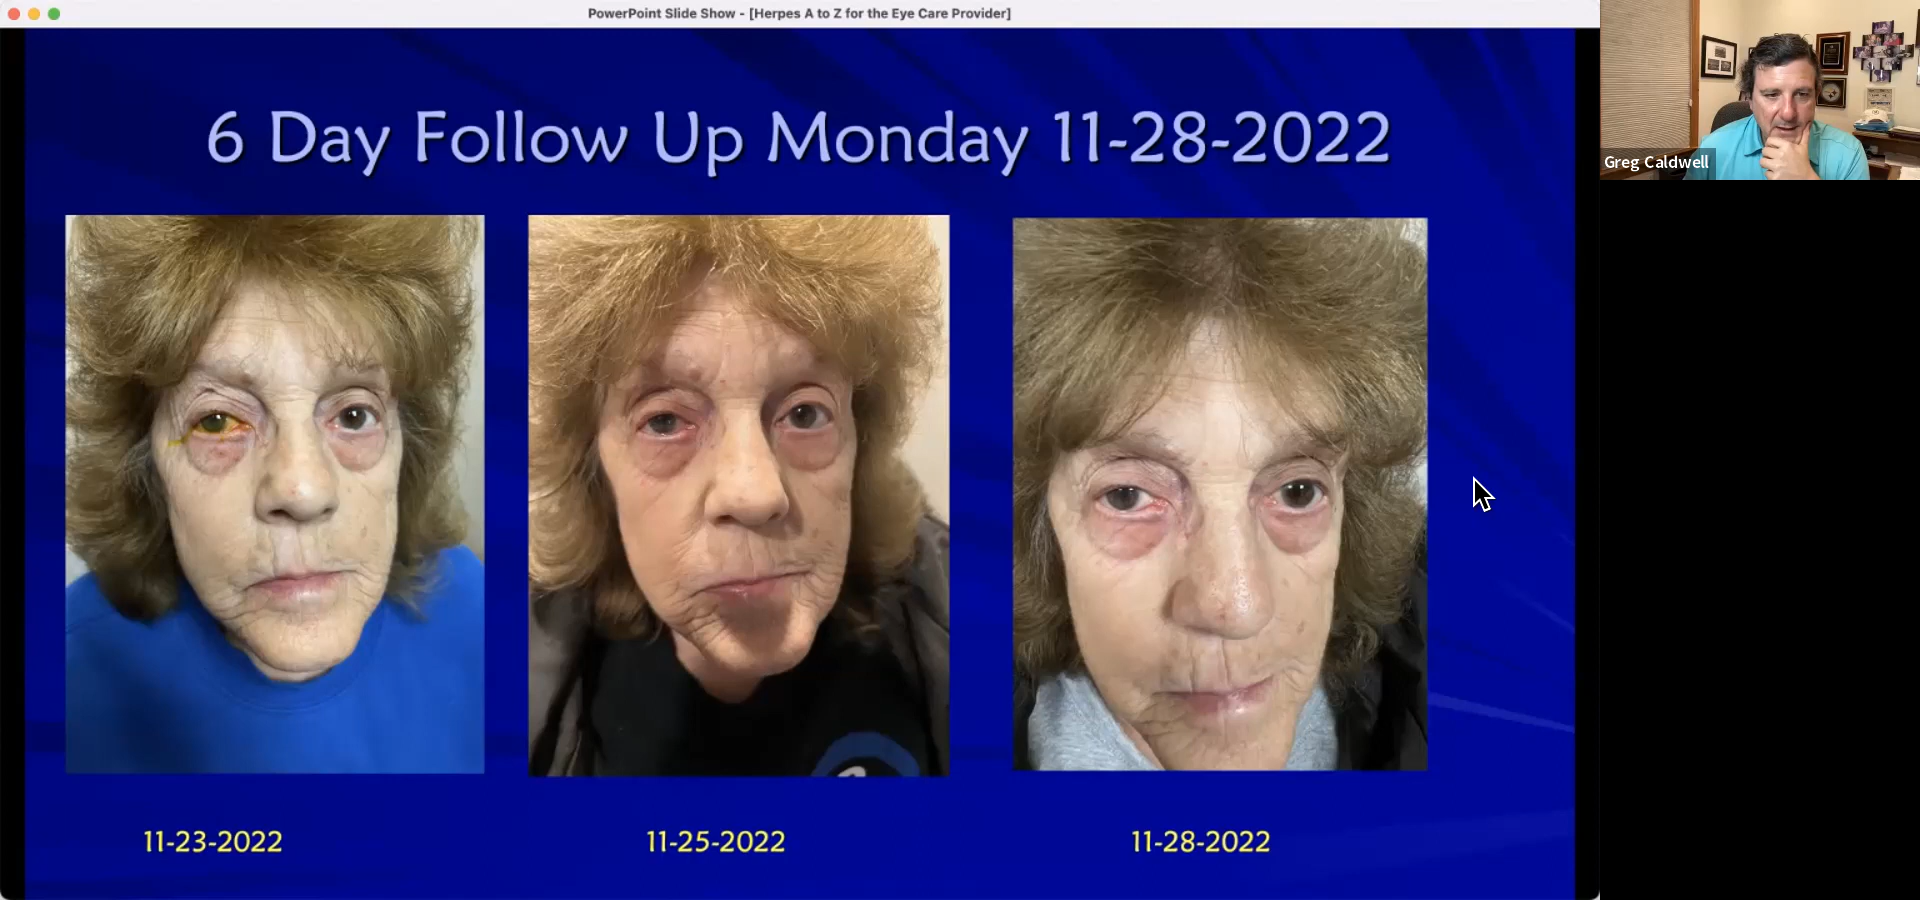 PowerPoint Slide Show - [Herpes A to Z for the Eye Care Provider]
6 Day Follow Up Monday 11-28-2022
Greg Caldwell
11-23-2022
11-25-2022
11-28-2022